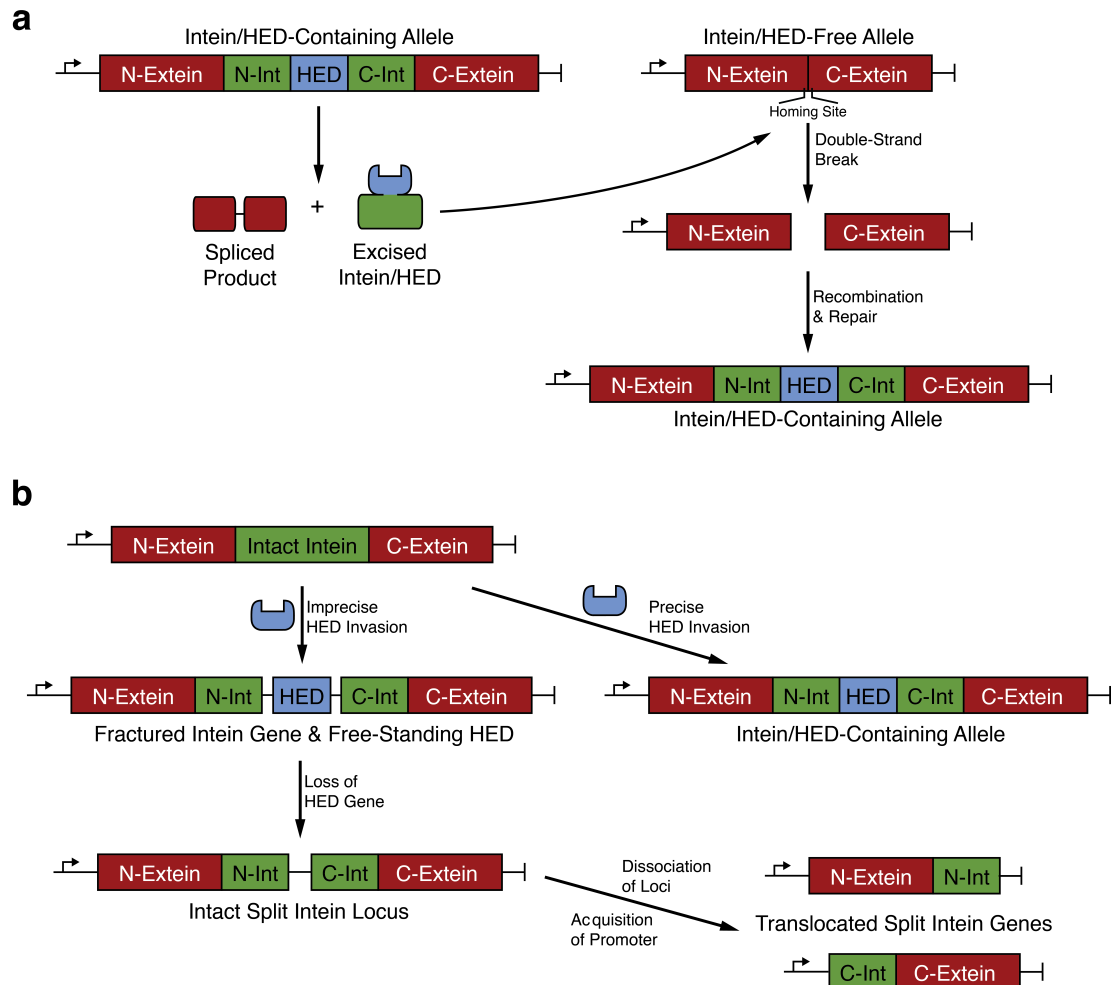 a
Intein/HED-Containing Allele
N-Extein N-Int HED C-Int C-Extein
Spliced
Product
+
Excised
Intein/HED
Intein/HED-Free Allele
N-Extein C-Extein
Homing Site
Double-Strand
Break
N-Extein C-Extein
Recombination
& Repair
N-Extein N-Int HED C-Int C-Extein
Intein/HED-Containing Allele
b
N-Extein Intact Intein C-Extein
Imprecise
HED Invasion
Precise
HED Invasion
N-Extein N-Int HED C-Int C-Extein
Fractured Intein Gene & Free-Standing HED
N-Extein N-Int HED C-Int C-Extein
Intein/HED-Containing Allele
Loss of
HED Gene
N-Extein N-Int C-Int C-Extein
Intact Split Intein Locus
Dissociation
of Loci
Acquisition
of Promoter
N-Extein N-Int
Translocated Split Intein Genes
C-Int C-Extein